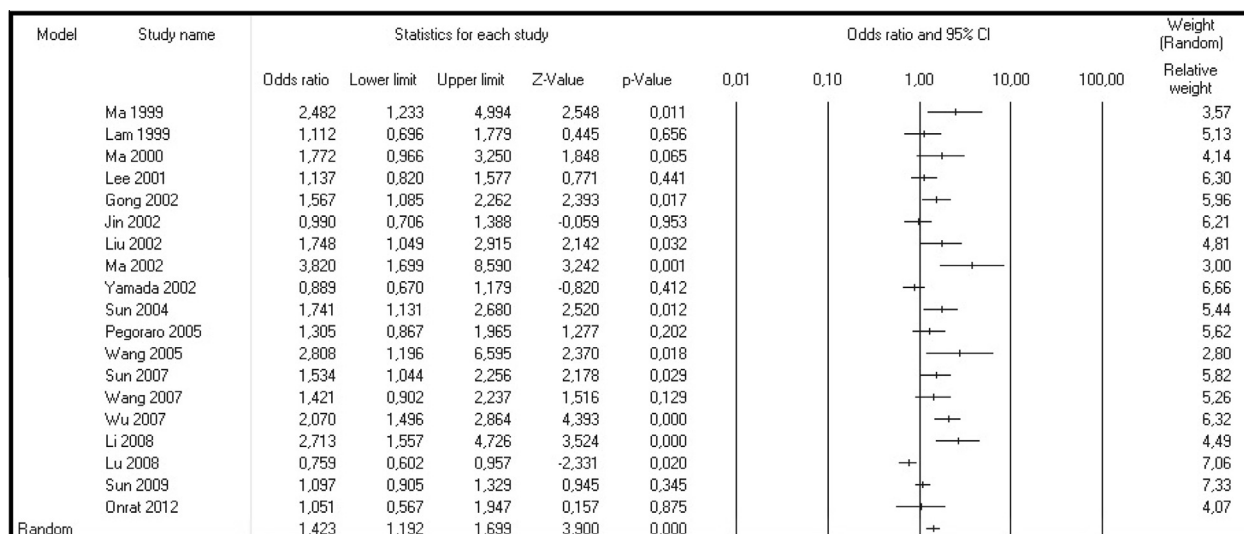 Model Study name Statistics for each study Odds ratio and 95% CI Weight (Random)
Odds ratio Lower limit Upper limit Z-Value p-Value 0,01 0,10 1,00 10,00 100,00 Relative weight
Ma 1999 2,482 1,233 4,994 2,548 0,011 3,57
Lam 1999 1,112 0,696 1,779 0,445 0,656 5,13
Ma 2000 1,772 0,966 3,250 1,848 0,065 4,14
Lee 2001 1,137 0,820 1,577 0,771 0,441 6,30
Gong 2002 1,567 1,085 2,262 2,393 0,017 5,96
Jin 2002 0,990 0,706 1,388 -0,059 0,953 6,21
Liu 2002 1,748 1,049 2,915 2,142 0,032 4,81
Ma 2002 3,820 1,699 8,590 3,242 0,001 3,00
Yamada 2002 0,889 0,670 1,179 -0,820 0,412 6,66
Sun 2004 1,741 1,131 2,680 2,520 0,012 5,44
Pegoraro 2005 1,305 0,867 1,965 1,277 0,202 5,62
Wang 2005 2,808 1,196 6,595 2,370 0,018 2,80
Sun 2007 1,534 1,044 2,256 2,178 0,029 5,82
Wang 2007 1,421 0,902 2,237 1,516 0,129 5,26
Wu 2007 2,070 1,496 2,864 4,393 0,000 6,32
Li 2008 2,713 1,557 4,726 3,524 0,000 4,49
Lu 2008 0,759 0,602 0,957 -2,331 0,020 7,06
Sun 2009 1,097 0,905 1,329 0,945 0,345 7,33
Onrat 2012 1,051 0,567 1,947 0,157 0,875 4,07
Random 1,423 1,192 1,699 3,900 0,000